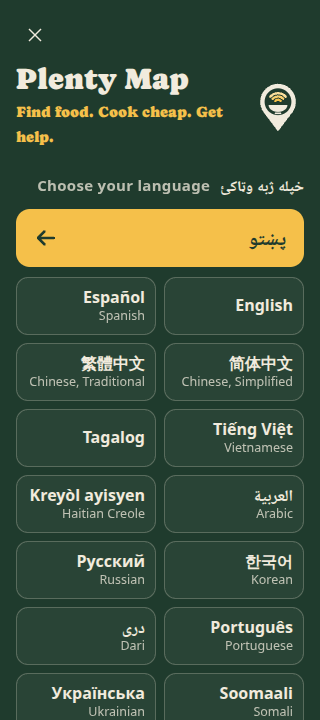 Plenty Map
Find food. Cook cheap. Get
help.
خپله ژبه وټاکئ Choose your language
پښتو
English
Español
Spanish
简体中文
Chinese, Simplified
繁體中文
Chinese, Traditional
Tiếng Việt
Vietnamese
Tagalog
العربية
Arabic
Kreyòl ayisyen
Haitian Creole
한국어
Korean
Русский
Russian
Português
Portuguese
دری
Dari
Soomaali
Somali
Українська
Ukrainian